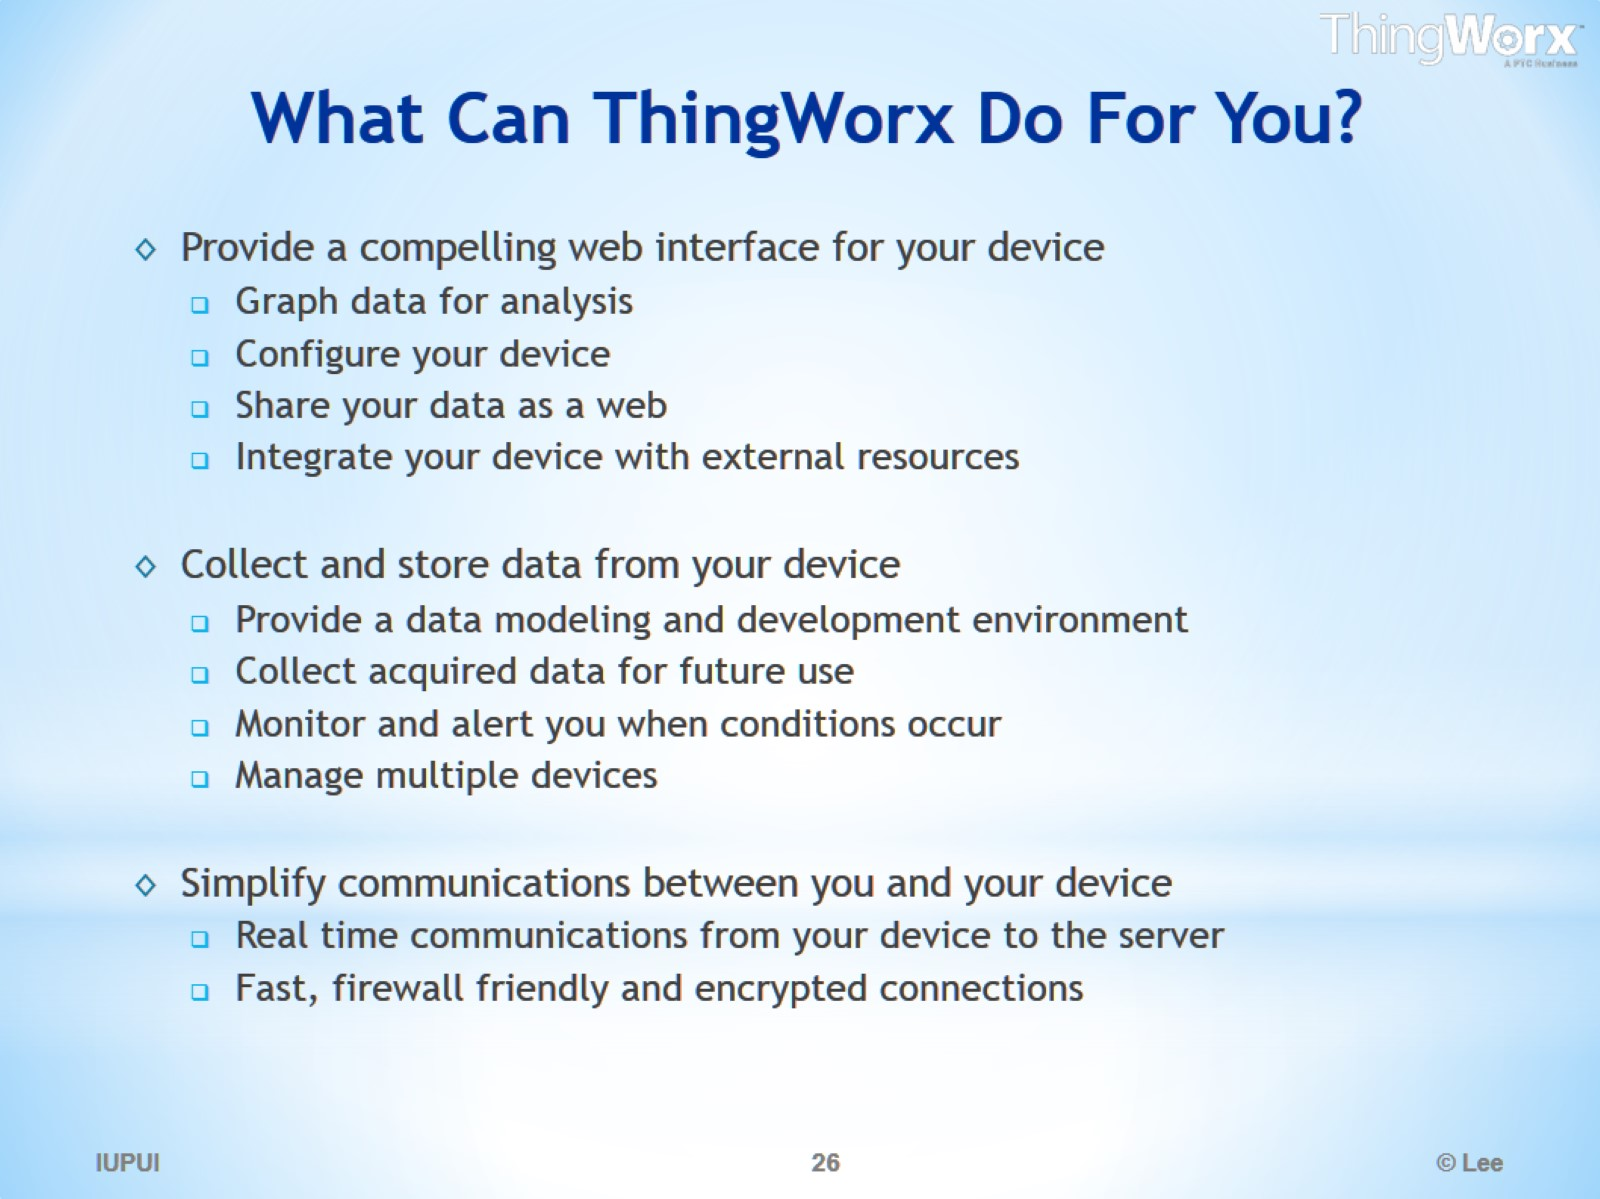 ThingWorx™
A PTC Business
What Can ThingWorx Do For You?
◇ Provide a compelling web interface for your device
❑ Graph data for analysis
❑ Configure your device
❑ Share your data as a web
❑ Integrate your device with external resources
◇ Collect and store data from your device
❑ Provide a data modeling and development environment
❑ Collect acquired data for future use
❑ Monitor and alert you when conditions occur
❑ Manage multiple devices
◇ Simplify communications between you and your device
❑ Real time communications from your device to the server
❑ Fast, firewall friendly and encrypted connections
IUPUI 26 © Lee